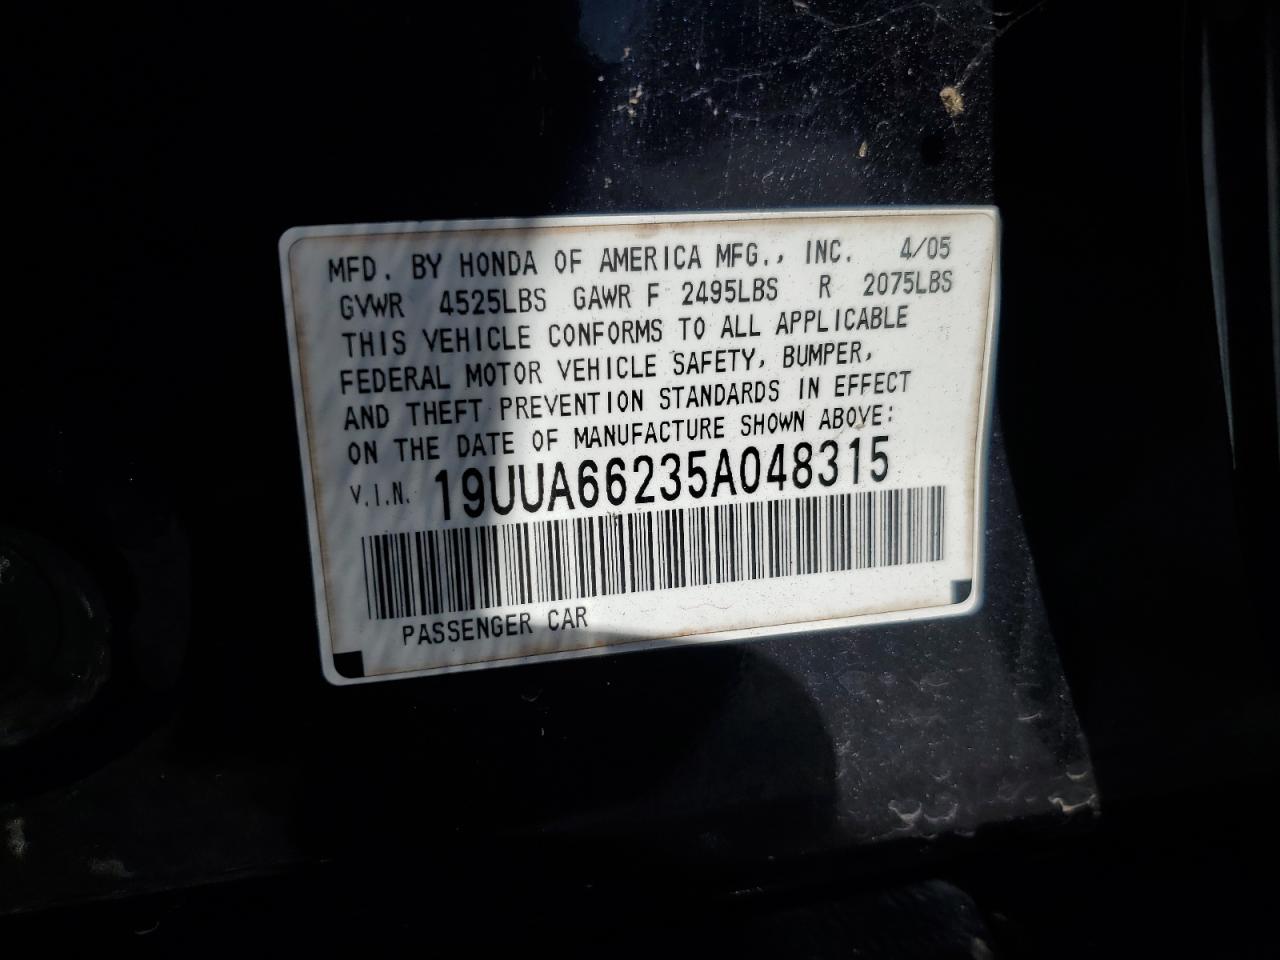 MFD. BY HONDA OF AMERICA MFG., INC. 4/05
GVWR 4525LBS GAWR F 2495LBS R 2075LBS
THIS VEHICLE CONFORMS TO ALL APPLICABLE
FEDERAL MOTOR VEHICLE SAFETY, BUMPER,
AND THEFT PREVENTION STANDARDS IN EFFECT
ON THE DATE OF MANUFACTURE SHOWN ABOVE:
V.I.N. 19UUA66235A048315
PASSENGER CAR